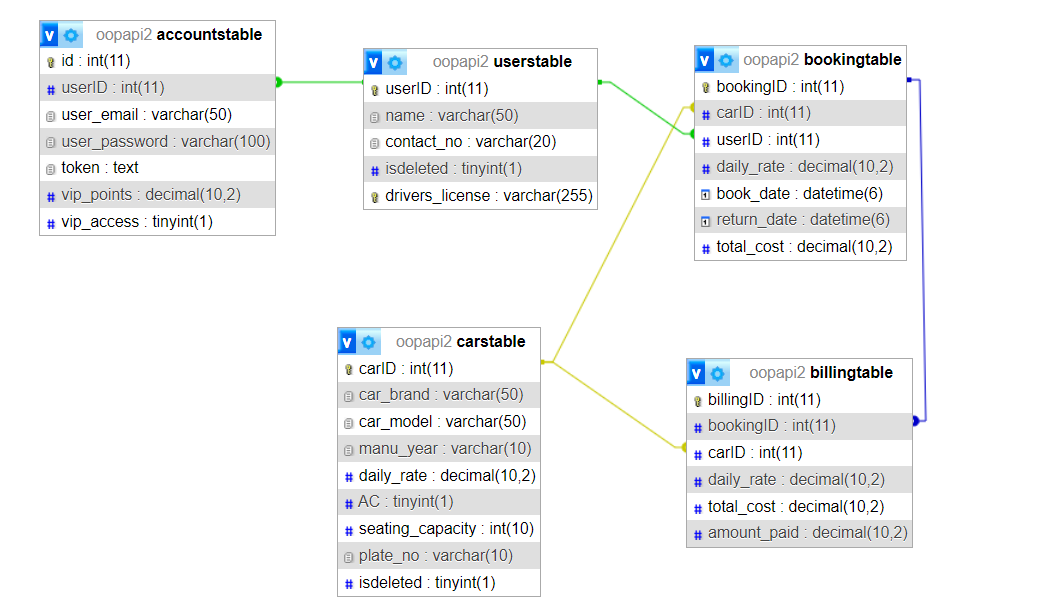 oopapi2 accountstable
id : int(11)
userID : int(11)
user_email : varchar(50)
user_password : varchar(100)
token : text
vip_points : decimal(10,2)
vip_access : tinyint(1)
oopapi2 userstable
userID : int(11)
name : varchar(50)
contact_no : varchar(20)
isdeleted : tinyint(1)
drivers_license : varchar(255)
oopapi2 bookingtable
bookingID : int(11)
carID : int(11)
userID : int(11)
daily_rate : decimal(10,2)
book_date : datetime(6)
return_date : datetime(6)
total_cost : decimal(10,2)
oopapi2 carstable
carID : int(11)
car_brand : varchar(50)
car_model : varchar(50)
manu_year : varchar(10)
daily_rate : decimal(10,2)
AC : tinyint(1)
seating_capacity : int(10)
plate_no : varchar(10)
isdeleted : tinyint(1)
oopapi2 billingtable
billingID : int(11)
bookingID : int(11)
carID : int(11)
daily_rate : decimal(10,2)
total_cost : decimal(10,2)
amount_paid : decimal(10,2)